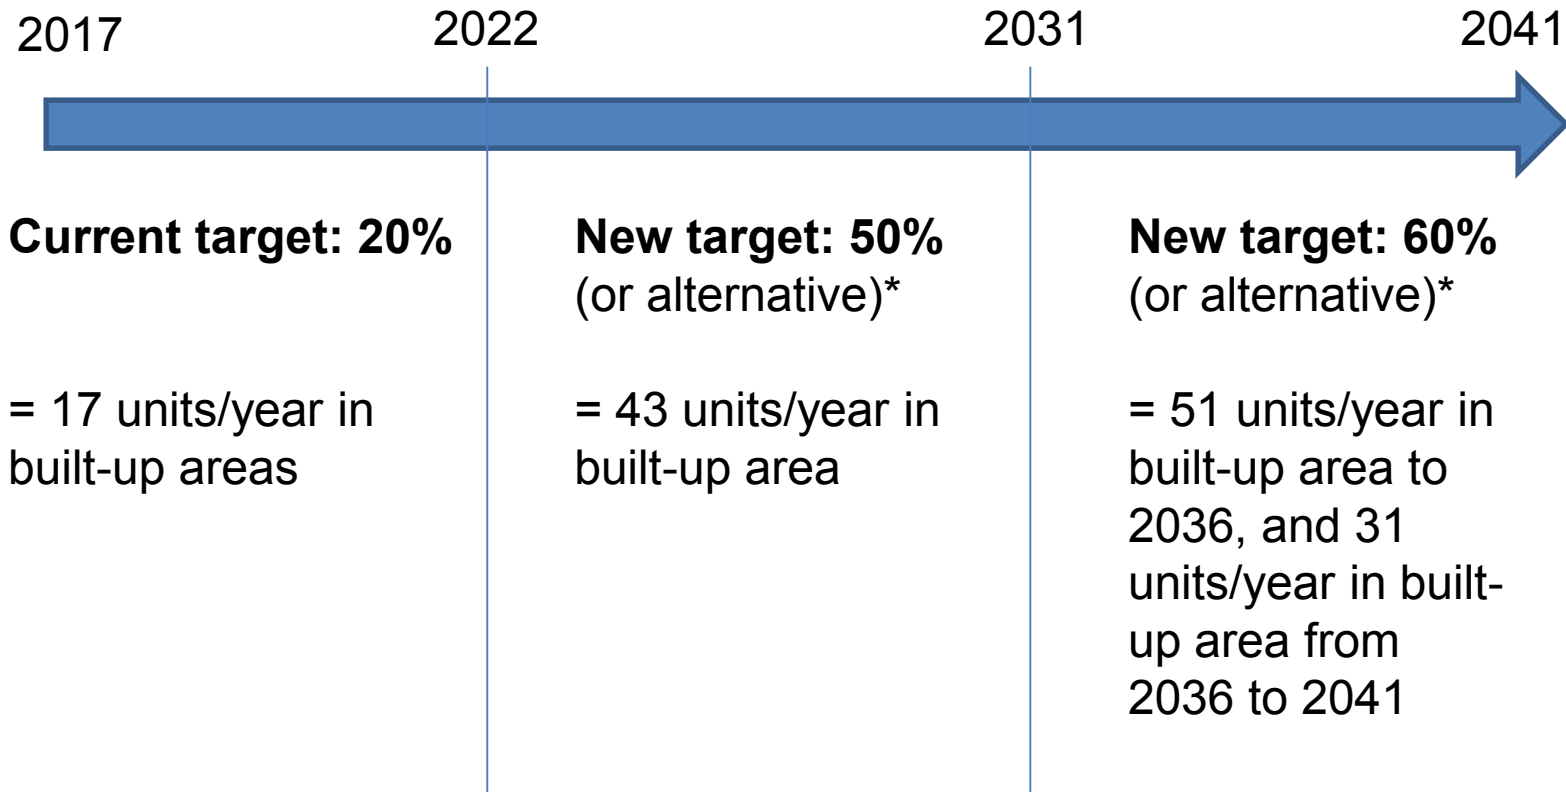 2017
2022
2031
2041
Current target: 20%
= 17 units/year in
built-up areas
New target: 50%
(or alternative)*
= 43 units/year in
built-up area
New target: 60%
(or alternative)*
= 51 units/year in
built-up area to
2036, and 31
units/year in built-
up area from
2036 to 2041